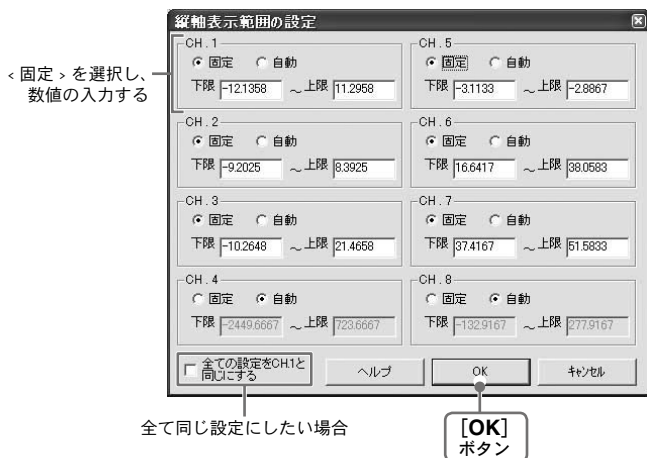 縦軸表示範囲の設定
CH.1
固定 自動
下限 -12.1358 ～上限 11.2958
CH.5
固定 自動
下限 -3.1133 ～上限 -2.8867
<固定>を選択し、
数値の入力する
CH.2
固定 自動
下限 -9.2025 ～上限 8.3925
CH.6
固定 自動
下限 16.6417 ～上限 38.0583
CH.3
固定 自動
下限 -10.2648 ～上限 21.4658
CH.7
固定 自動
下限 37.4167 ～上限 51.5833
CH.4
固定 自動
下限 -2449.6667 ～上限 723.6667
CH.8
固定 自動
下限 -132.9167 ～上限 277.9167
全ての設定をCH.1と
同じにする
ヘルプ
OK
キャンセル
全て同じ設定にしたい場合
[OK]
ボタン